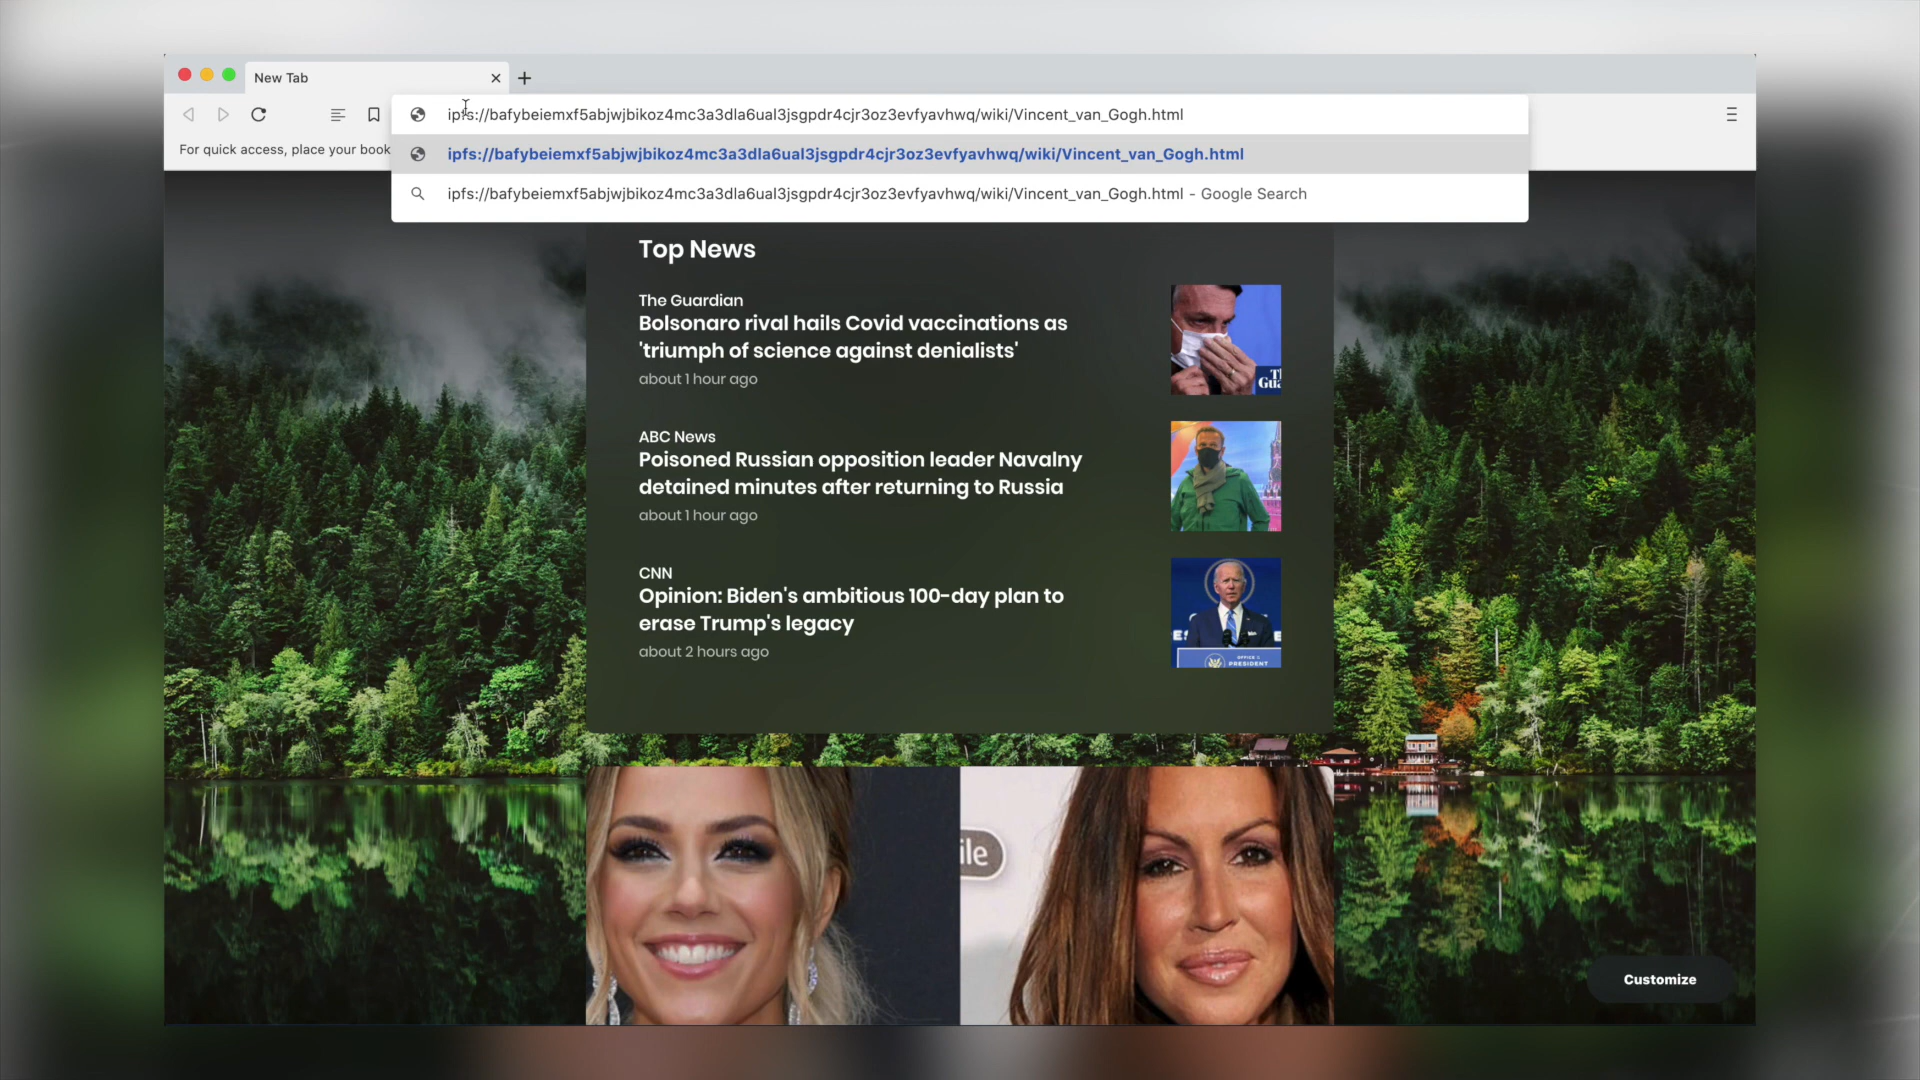 New Tab
ipfs://bafybeiemxf5abjwjbikoz4mc3a3dla6ual3jsgpdr4cjr3oz3evfyavhwq/wiki/Vincent_van_Gogh.html
For quick access, place your book
ipfs://bafybeiemxf5abjwjbikoz4mc3a3dla6ual3jsgpdr4cjr3oz3evfyavhwq/wiki/Vincent_van_Gogh.html
ipfs://bafybeiemxf5abjwjbikoz4mc3a3dla6ual3jsgpdr4cjr3oz3evfyavhwq/wiki/Vincent_van_Gogh.html - Google Search
Top News
The Guardian
Bolsonaro rival hails Covid vaccinations as
'triumph of science against denialists'
about 1 hour ago
ABC News
Poisoned Russian opposition leader Navalny
detained minutes after returning to Russia
about 1 hour ago
CNN
Opinion: Biden's ambitious 100-day plan to
erase Trump's legacy
about 2 hours ago
PRESIDENT
ile
Customize